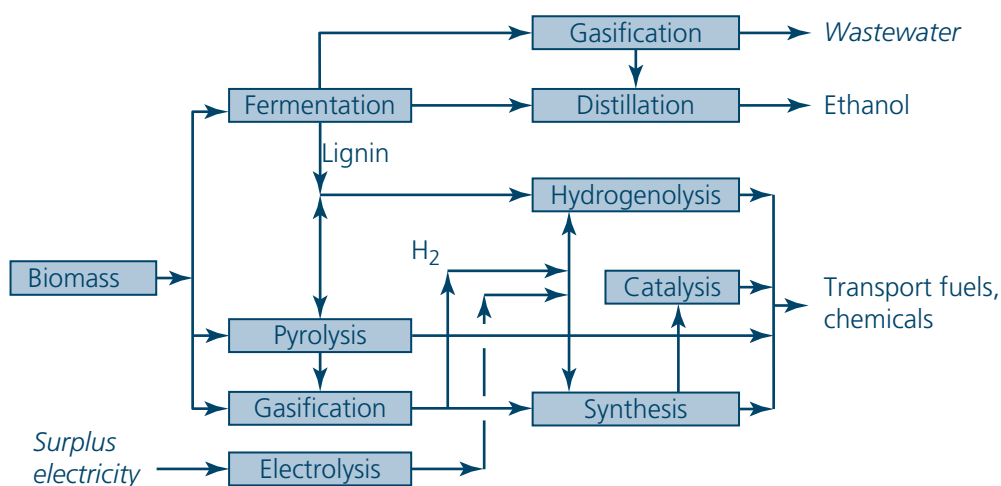 Gasification
Wastewater
Fermentation
Distillation
Ethanol
Lignin
Hydrogenolysis
H2
Biomass
Catalysis
Transport fuels,
chemicals
Pyrolysis
Gasification
Synthesis
Surplus
electricity
Electrolysis